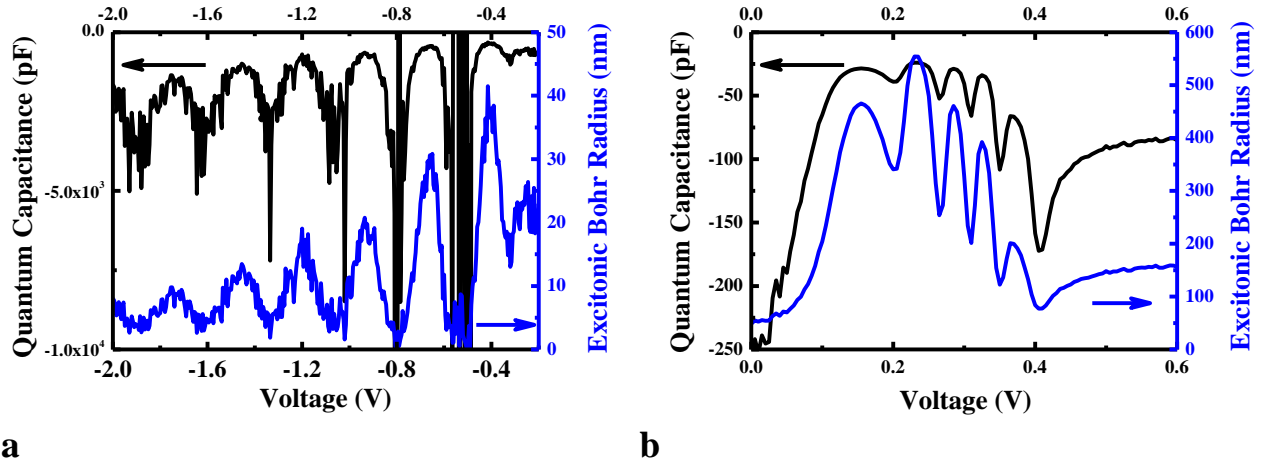 -2.0 -1.6 -1.2 -0.8 -0.4
0.0
-5.0x10³
-1.0x10⁴
Quantum Capacitance (pF)
50
40
30
20
10
0
Excitonic Bohr Radius (nm)
-2.0 -1.6 -1.2 -0.8 -0.4
Voltage (V)
a
0.0 0.2 0.4 0.6
0
-50
-100
-150
-200
-250
Quantum Capacitance (pF)
600
500
400
300
200
100
0
Excitonic Bohr Radius (nm)
0.0 0.2 0.4 0.6
Voltage (V)
b